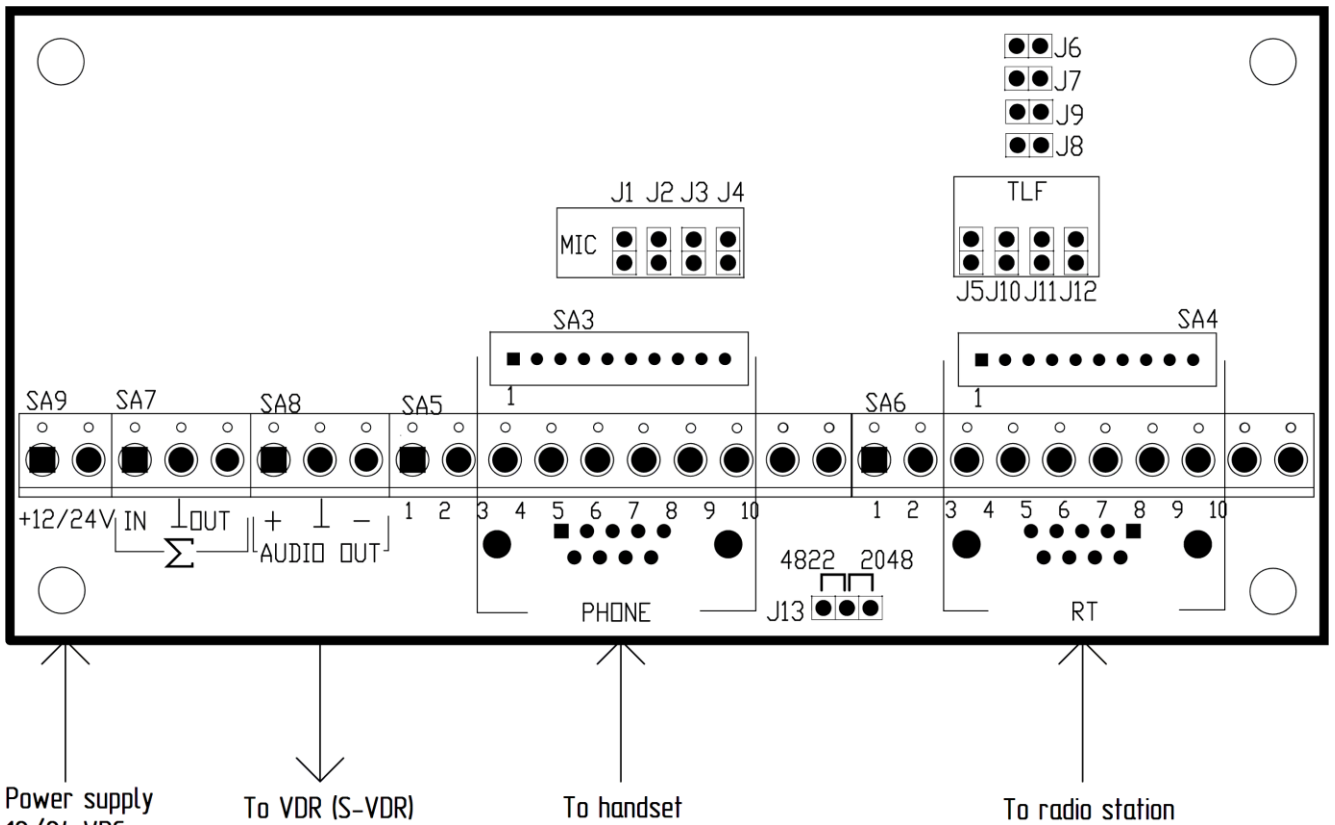 J6
J7
J9
J8
J1 J2 J3 J4
MIC
TLF
J5 J10 J11 J12
SA3
SA4
1
1
SA9 SA7 SA8 SA5 SA6
+12/24V IN ⊥ OUT + ⊥ - 1 2 3 4 5 6 7 8 9 10 1 2 3 4 5 6 7 8 9 10
Σ
AUDIO OUT
4822 2048
J13
PHONE
RT
Power supply
To VDR (S-VDR)
To handset
To radio station